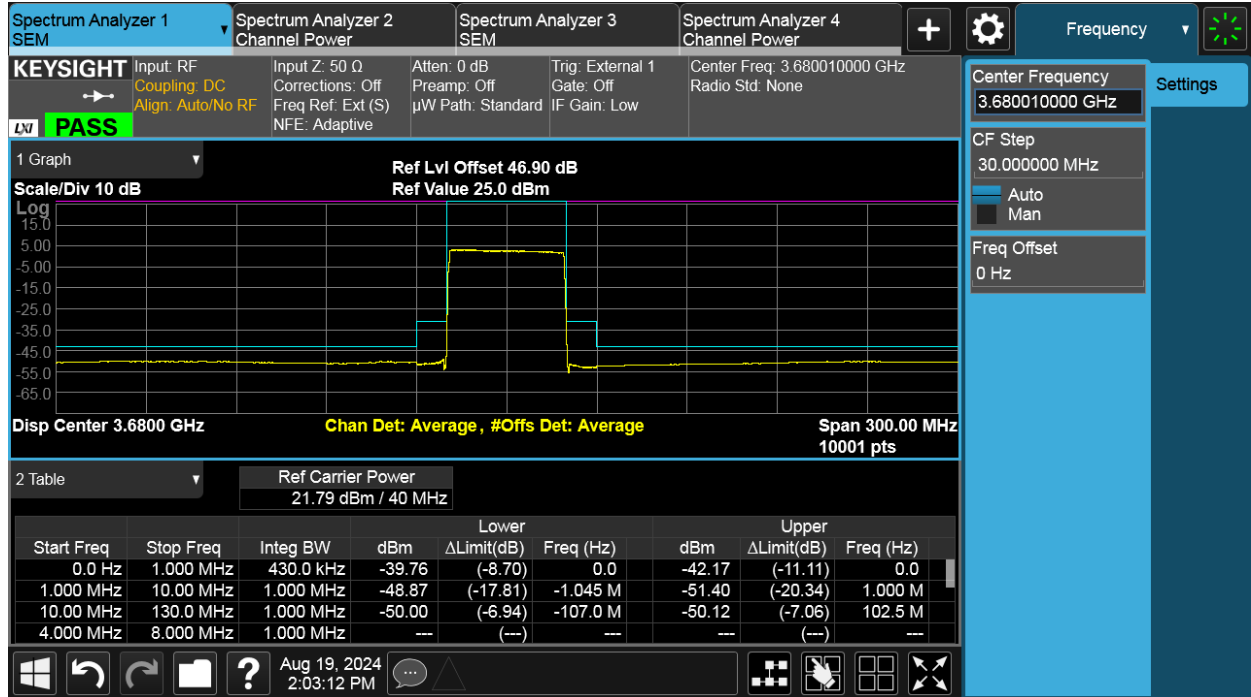 Spectrum Analyzer 1
SEM
Spectrum Analyzer 2
Channel Power
Spectrum Analyzer 3
SEM
Spectrum Analyzer 4
Channel Power
+
Frequency
KEYSIGHT
LXI
PASS
Input: RF
Coupling: DC
Align: Auto/No RF
Input Z: 50 Ω
Corrections: Off
Freq Ref: Ext (S)
NFE: Adaptive
Atten: 0 dB
Preamp: Off
µW Path: Standard
Trig: External 1
Gate: Off
IF Gain: Low
Center Freq: 3.680010000 GHz
Radio Std: None
Center Frequency
3.680010000 GHz
Settings
CF Step
30.000000 MHz
Auto
Man
Freq Offset
0 Hz
1 Graph
Scale/Div 10 dB
Ref Lvl Offset 46.90 dB
Ref Value 25.0 dBm
Log
15.0
5.00
-5.00
-15.0
-25.0
-35.0
-45.0
-55.0
-65.0
Disp Center 3.6800 GHz
Chan Det: Average , #Offs Det: Average
Span 300.00 MHz
10001 pts
2 Table
Ref Carrier Power
21.79 dBm / 40 MHz
Lower Upper
Start Freq Stop Freq Integ BW dBm ΔLimit(dB) Freq (Hz) dBm ΔLimit(dB) Freq (Hz)
0.0 Hz 1.000 MHz 430.0 kHz -39.76 (-8.70) 0.0 -42.17 (-11.11) 0.0
1.000 MHz 10.00 MHz 1.000 MHz -48.87 (-17.81) -1.045 M -51.40 (-20.34) 1.000 M
10.00 MHz 130.0 MHz 1.000 MHz -50.00 (-6.94) -107.0 M -50.12 (-7.06) 102.5 M
4.000 MHz 8.000 MHz 1.000 MHz --- (---) --- --- (---) ---
?
Aug 19, 2024
2:03:12 PM